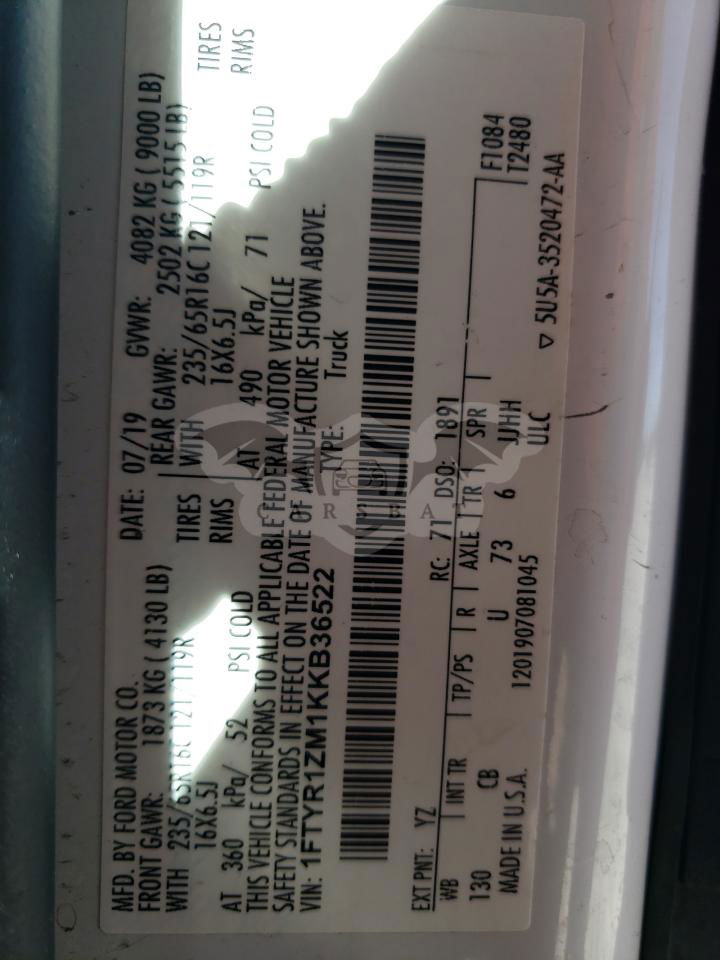 MFD. BY FORD MOTOR CO. DATE: 07/19 GVWR: 4082 KG ( 9000 LB)
FRONT GAWR: 1873 KG ( 4130 LB) REAR GAWR: 2502 KG ( 5515 LB)
WITH 235/65R16C 121/119R TIRES WITH 235/65R16C 121/119R TIRES
16X6.5J RIMS 16X6.5J RIMS
AT 360 kPa/ 52 PSI COLD AT 490 kPa/ 71 PSI COLD
THIS VEHICLE CONFORMS TO ALL APPLICABLE FEDERAL MOTOR VEHICLE
SAFETY STANDARDS IN EFFECT ON THE DATE OF MANUFACTURE SHOWN ABOVE.
VIN: 1FTYR1ZM1KKB36522 TYPE: Truck
CARSBAT
EXT PNT: YZ RC: 71 DSO: 1891 F1084
WB INT TR TP/PS R AXLE TR SPR T2480
130 CB U 73 6 JJHH
MADE IN U.S.A. 1201907081045 ULC
▽ 5U5A-3520472-AA